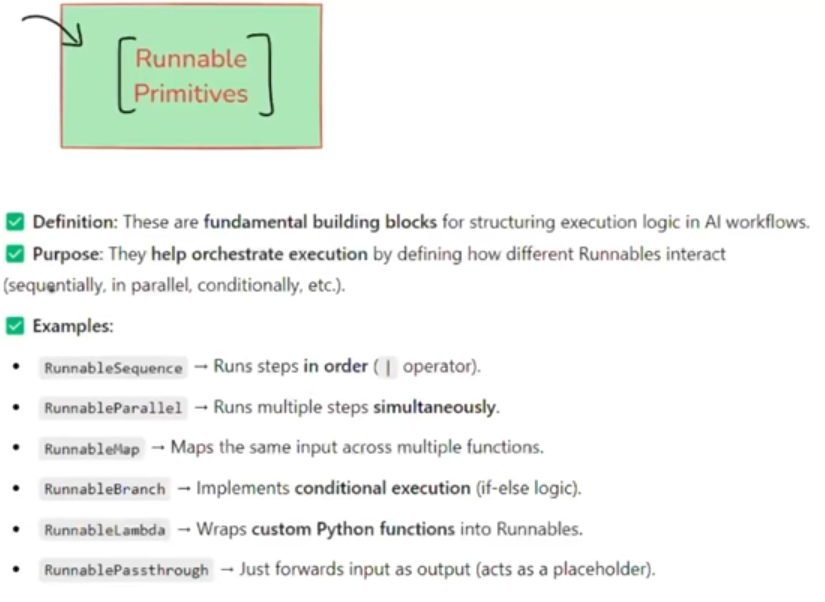 Runnable
Primitives
Definition: These are fundamental building blocks for structuring execution logic in AI workflows.
Purpose: They help orchestrate execution by defining how different Runnables interact
(sequentially, in parallel, conditionally, etc.).
Examples:
• RunnableSequence → Runs steps in order ( | operator).
• RunnableParallel → Runs multiple steps simultaneously.
• RunnableMap → Maps the same input across multiple functions.
• RunnableBranch → Implements conditional execution (if-else logic).
• RunnableLambda → Wraps custom Python functions into Runnables.
• RunnablePassthrough → Just forwards input as output (acts as a placeholder).